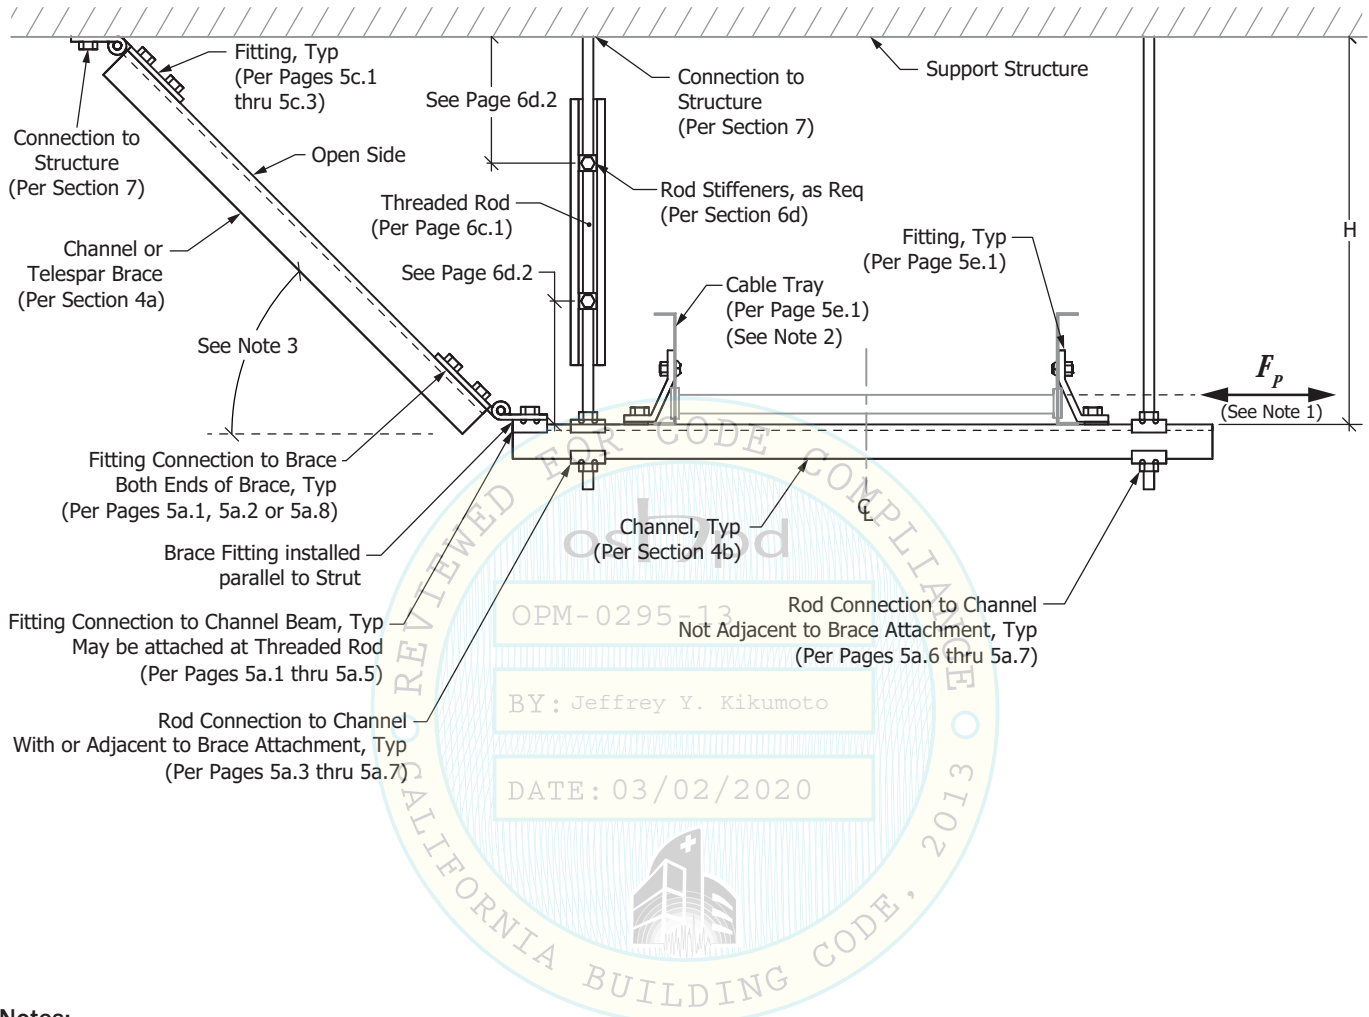 Fitting, Typ
(Per Pages 5c.1
thru 5c.3)
See Page 6d.2
Connection to
Structure
(Per Section 7)
Support Structure
Connection to
Structure
(Per Section 7)
Open Side
Threaded Rod
(Per Page 6c.1)
Rod Stiffeners, as Req
(Per Section 6d)
Fitting, Typ
(Per Page 5e.1)
H
Channel or
Telespar Brace
(Per Section 4a)
See Page 6d.2
Cable Tray
(Per Page 5e.1)
(See Note 2)
See Note 3
Fp
(See Note 1)
Fitting Connection to Brace
Both Ends of Brace, Typ
(Per Pages 5a.1, 5a.2 or 5a.8)
Channel, Typ
(Per Section 4b)
℄
Brace Fitting installed
parallel to Strut
Fitting Connection to Channel Beam, Typ
May be attached at Threaded Rod
(Per Pages 5a.1 thru 5a.5)
Rod Connection to Channel
Not Adjacent to Brace Attachment, Typ
(Per Pages 5a.6 thru 5a.7)
Rod Connection to Channel
With or Adjacent to Brace Attachment, Typ
(Per Pages 5a.3 thru 5a.7)
REVIEWED FOR CODE COMPLIANCE
oshpd
OPM-0295-13
BY: Jeffrey Y. Kikumoto
DATE: 03/02/2020
CALIFORNIA BUILDING CODE, 2013
Notes: